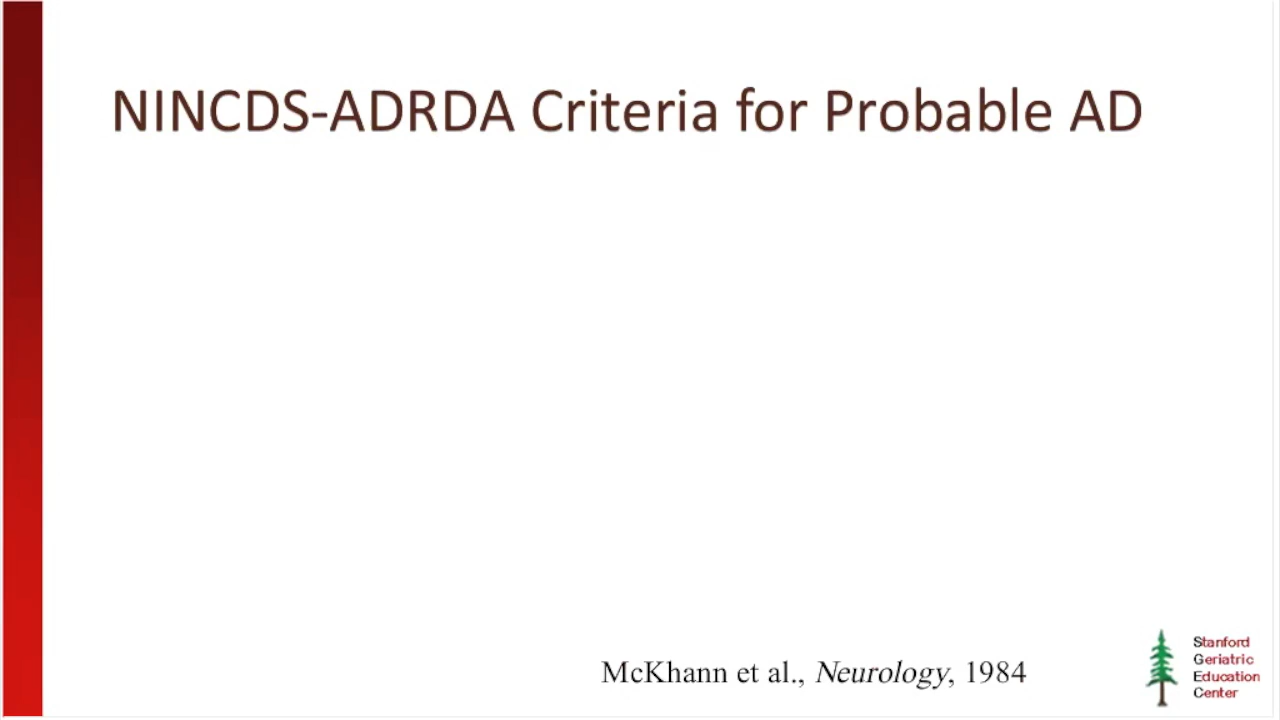 NINCDS-ADRDA Criteria for Probable AD
McKhann et al., Neurology, 1984
Stanford
Geriatric
Education
Center